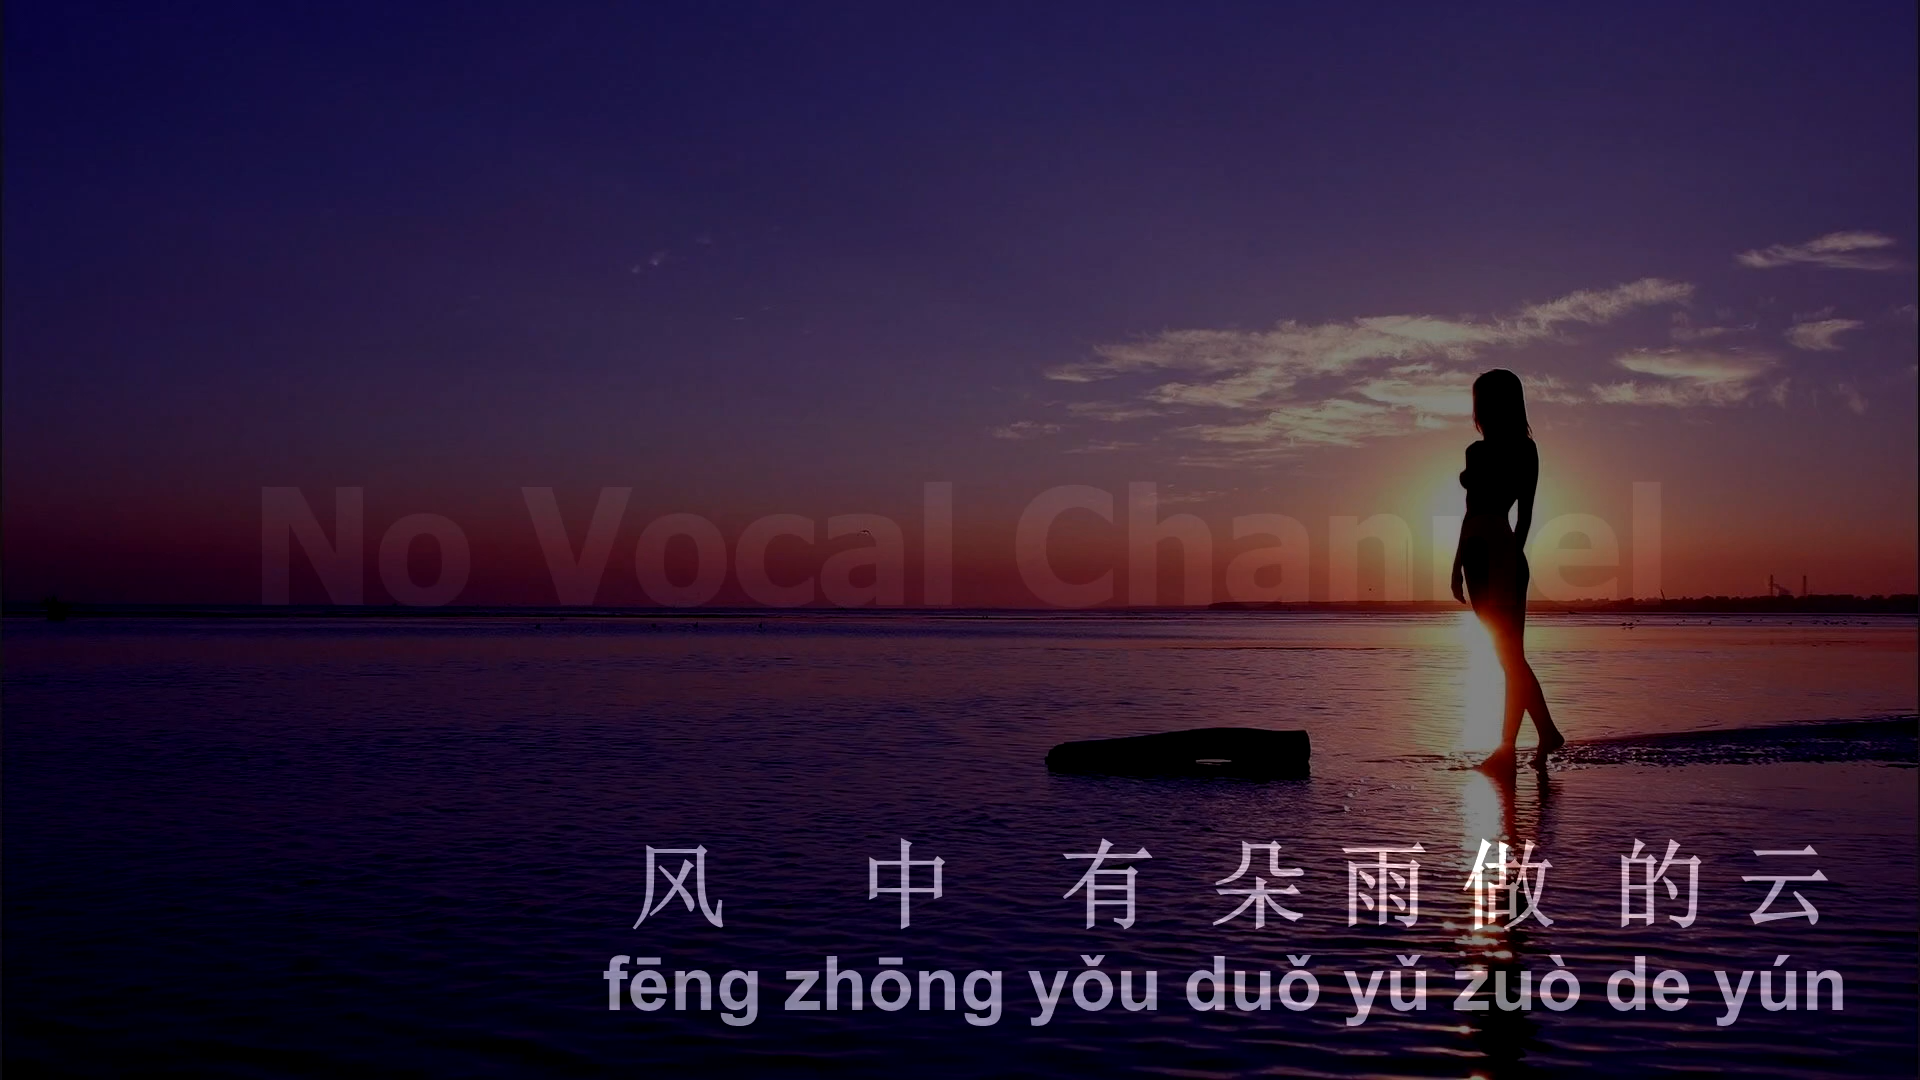 No Vocal Channel
风中有朵雨做的云
fēng zhōng yǒu duǒ yǔ zuò de yún